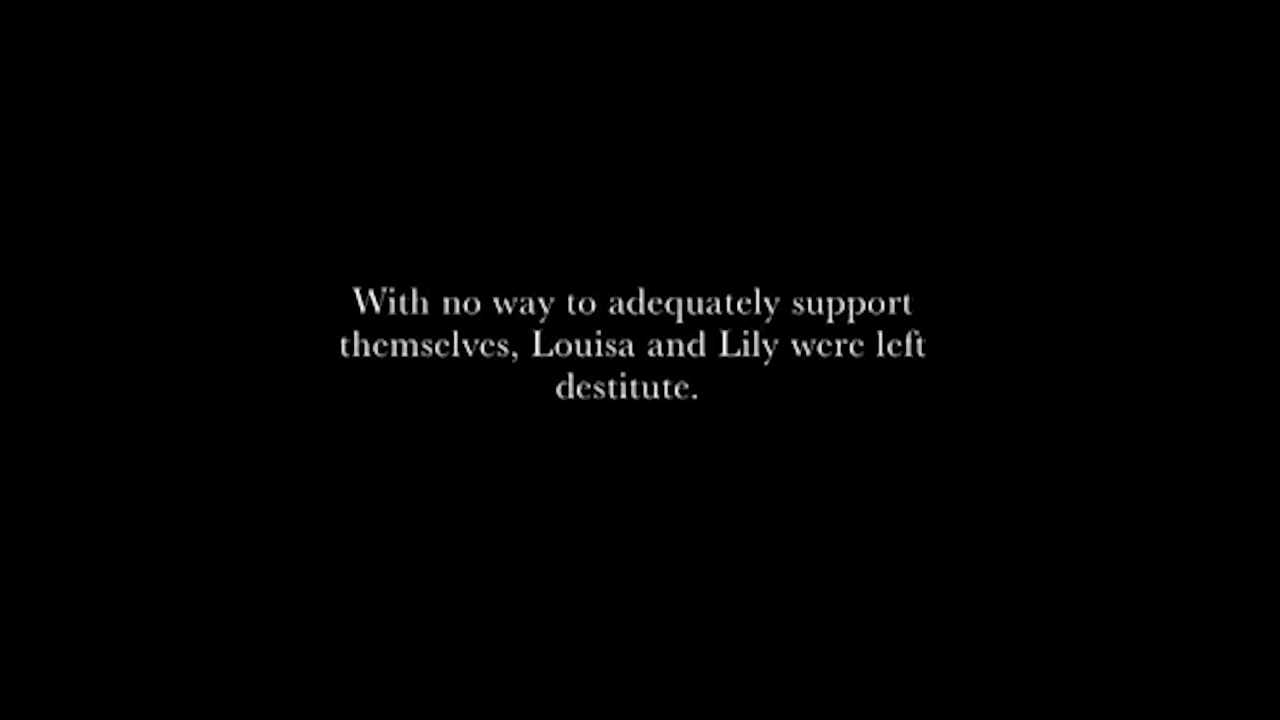 With no way to adequately support
themselves, Louisa and Lily were left
destitute.